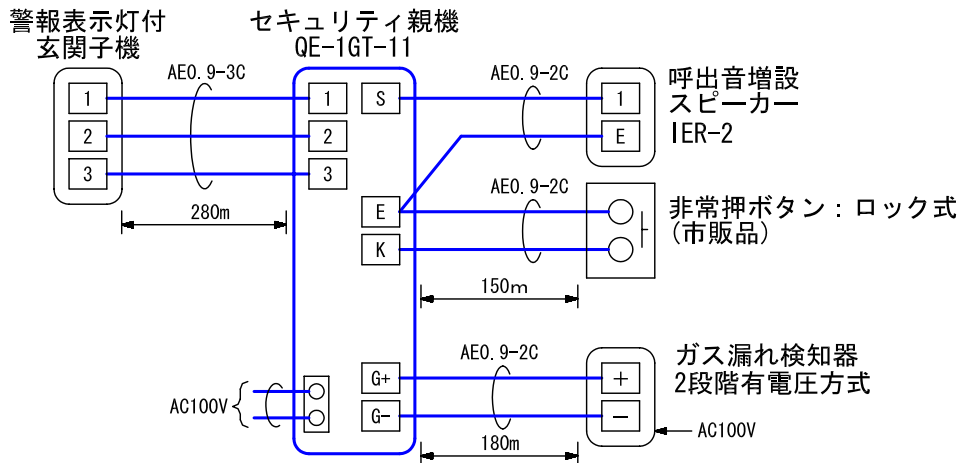 警報表示灯付
玄関子機
セキュリティ親機
QE-1GT-11
AE0.9-3C
1
2
3
1
2
3
280m
S
E
K
G+
G-
AC100V
AE0.9-2C
1
E
呼出音増設
スピーカー
IER-2
AE0.9-2C
非常押ボタン：ロック式
(市販品)
150m
AE0.9-2C
+
-
ガス漏れ検知器
2段階有電圧方式
AC100V
180m